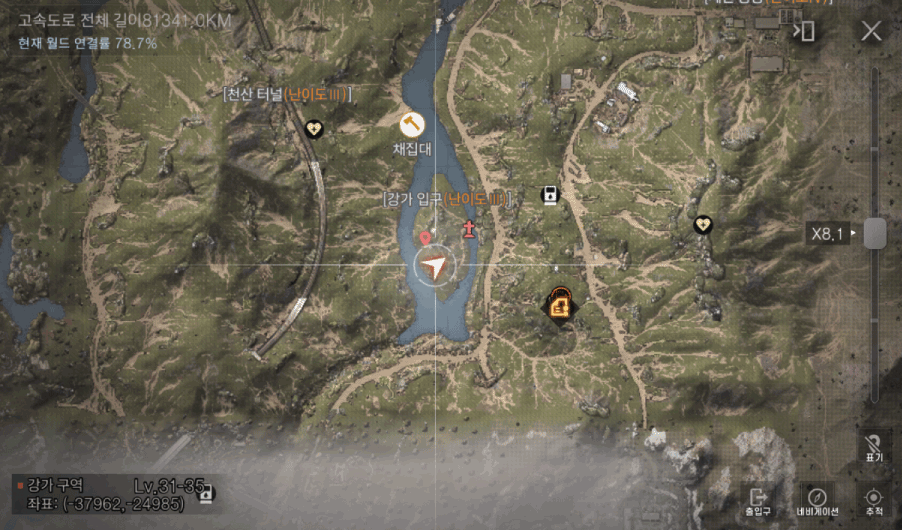 고속도로 전체 길이81341.0KM
현재 월드 연결률 78.7%
[천산 터널(난이도III)]
채집대
[강가 입구(난이도III)]
X8.1
표기
강가 구역 Lv.31-35
좌표: (-37962,-24985)
출입구
네비게이션
추적